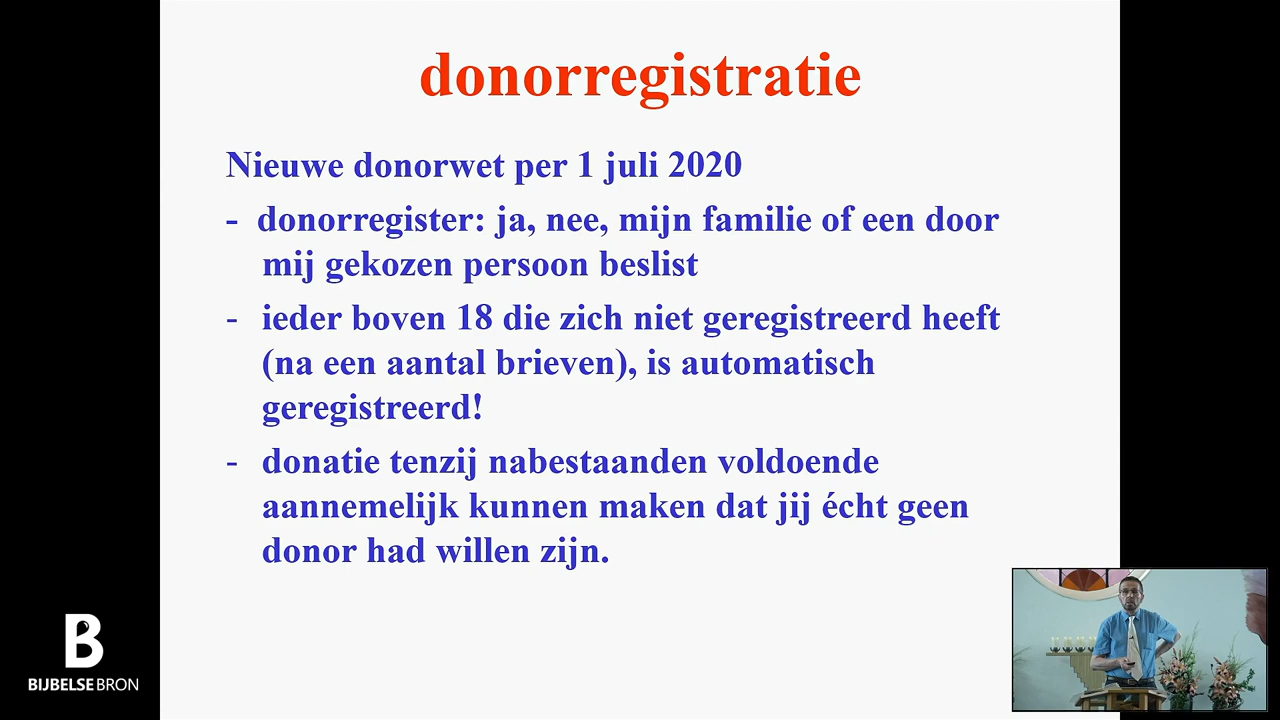 donorregistratie
Nieuwe donorwet per 1 juli 2020
- donorregister: ja, nee, mijn familie of een door
mij gekozen persoon beslist
- ieder boven 18 die zich niet geregistreerd heeft
(na een aantal brieven), is automatisch
geregistreerd!
- donatie tenzij nabestaanden voldoende
aannemelijk kunnen maken dat jij écht geen
donor had willen zijn.
B
BIJBELSE BRON